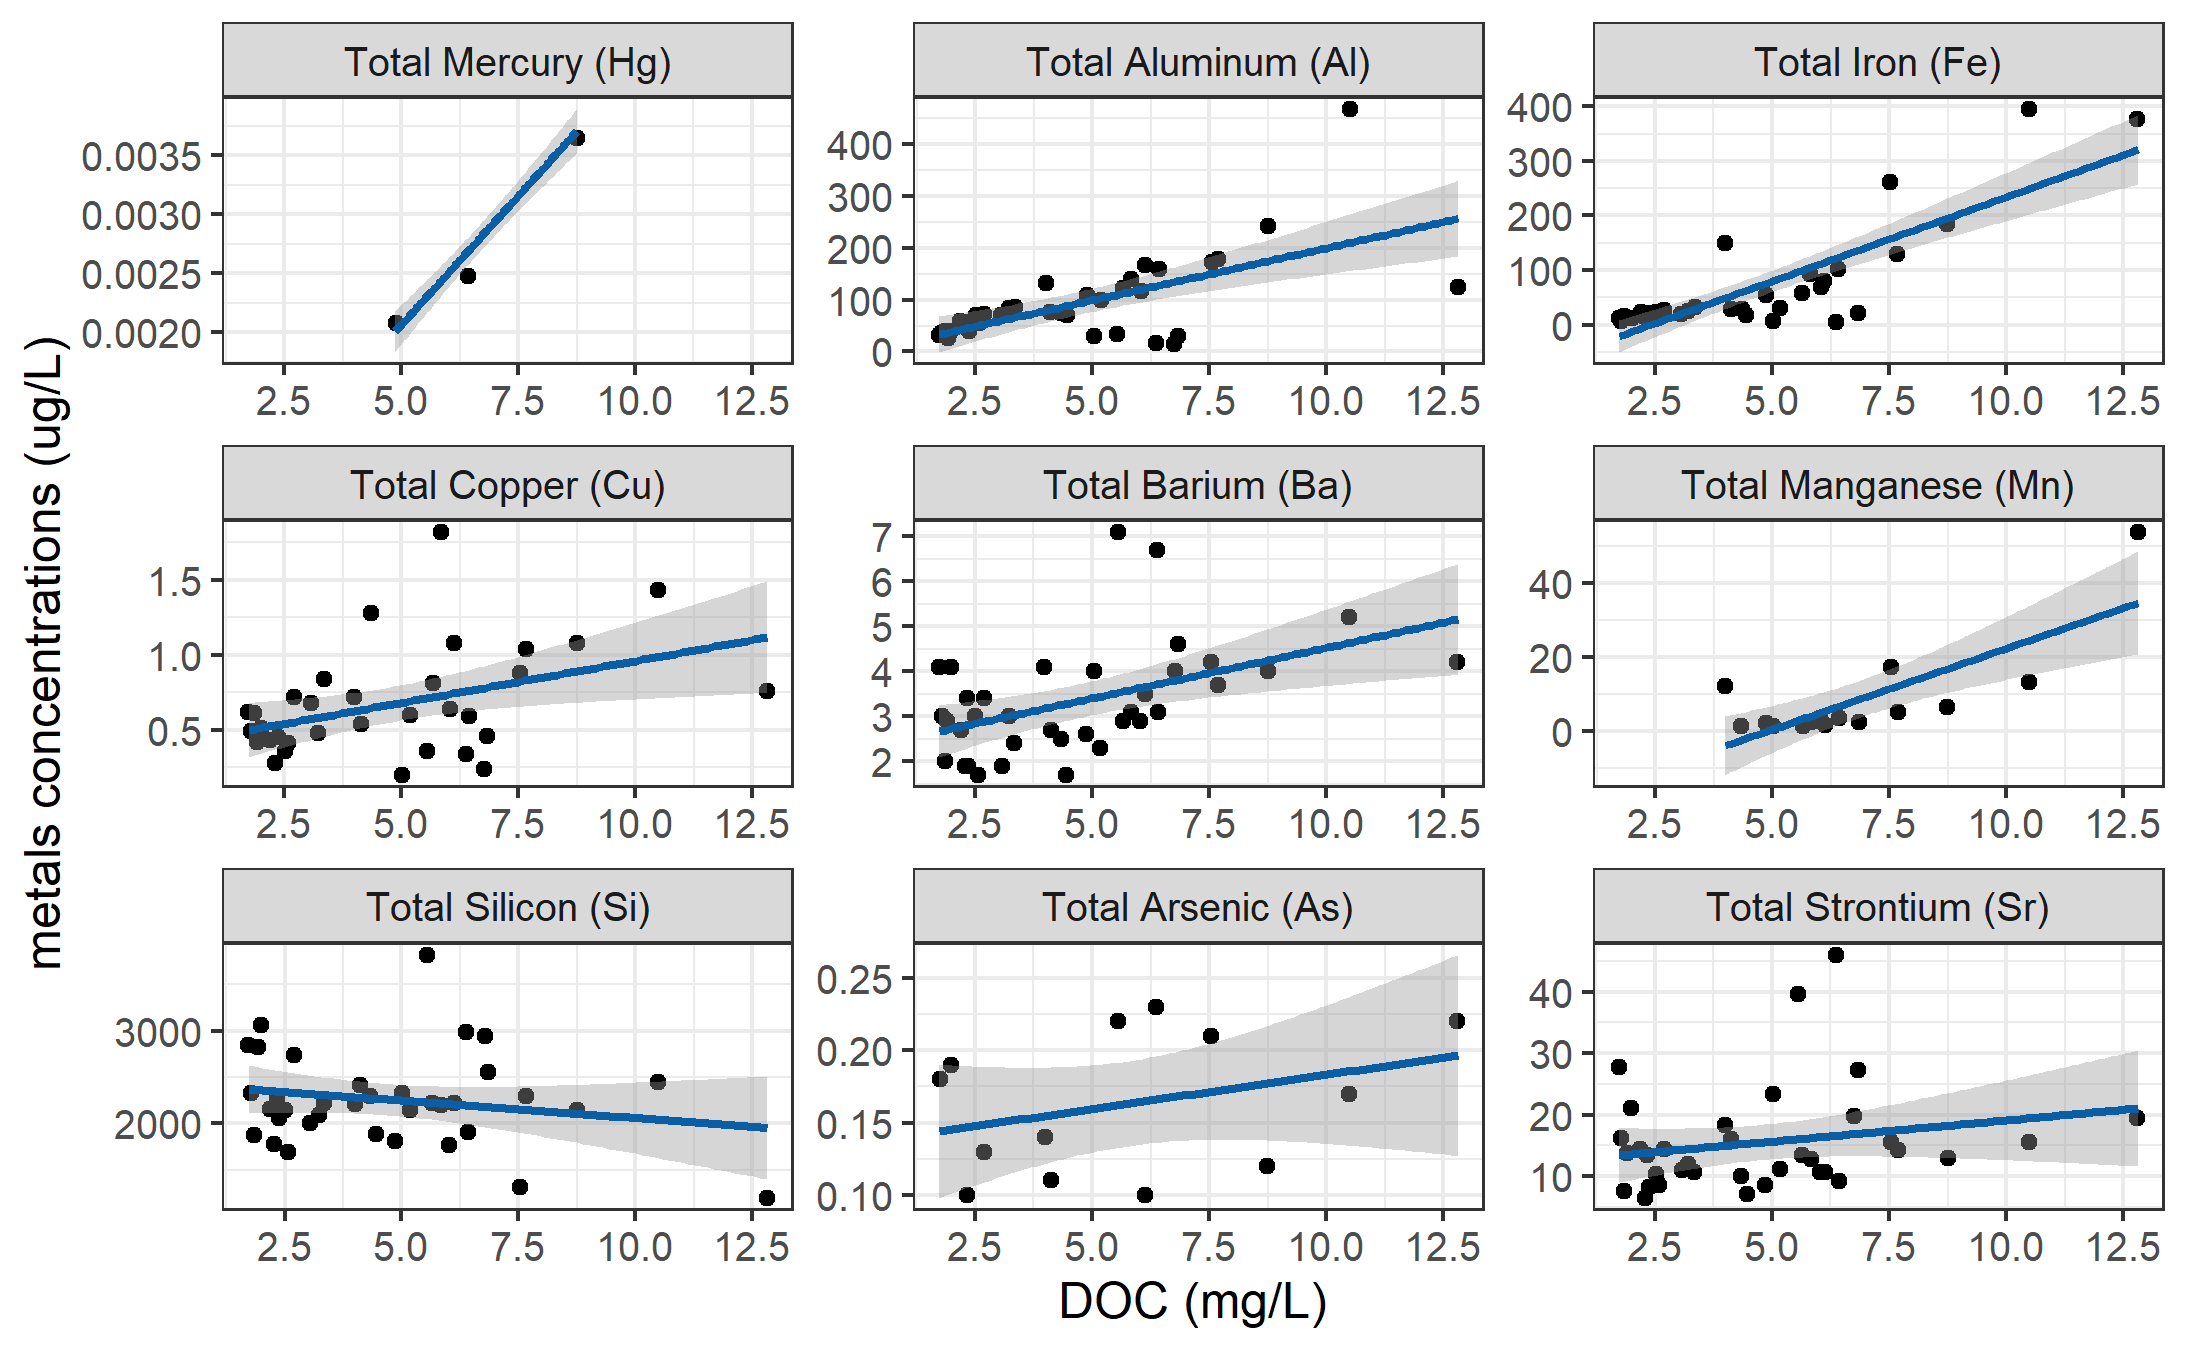 Total Mercury (Hg)
Total Aluminum (Al)
Total Iron (Fe)
0.0035
0.0030
0.0025
0.0020
400
300
200
100
0
400
300
200
100
0
2.5 5.0 7.5 10.0 12.5
2.5 5.0 7.5 10.0 12.5
2.5 5.0 7.5 10.0 12.5
Total Copper (Cu)
Total Barium (Ba)
Total Manganese (Mn)
1.5
1.0
0.5
7
6
5
4
3
2
40
20
0
2.5 5.0 7.5 10.0 12.5
2.5 5.0 7.5 10.0 12.5
2.5 5.0 7.5 10.0 12.5
Total Silicon (Si)
Total Arsenic (As)
Total Strontium (Sr)
3000
2000
0.25
0.20
0.15
0.10
40
30
20
10
2.5 5.0 7.5 10.0 12.5
2.5 5.0 7.5 10.0 12.5
2.5 5.0 7.5 10.0 12.5
metals concentrations (ug/L)
DOC (mg/L)